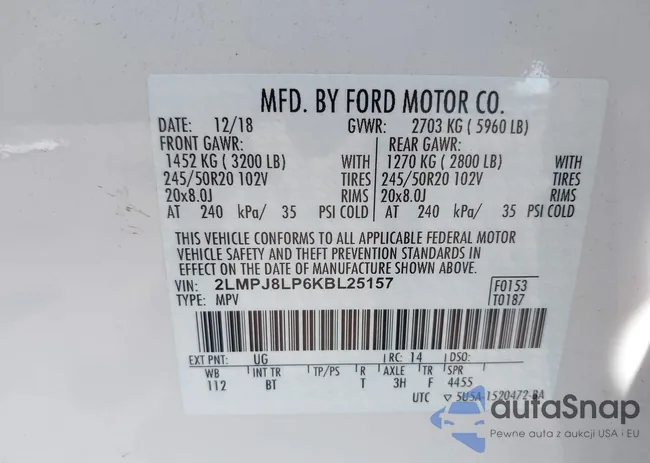 MFD. BY FORD MOTOR CO.
DATE: 12/18 GVWR: 2703 KG ( 5960 LB)
FRONT GAWR: REAR GAWR:
1452 KG ( 3200 LB) WITH 1270 KG ( 2800 LB) WITH
245/50R20 102V TIRES 245/50R20 102V TIRES
20x8.0J RIMS 20x8.0J RIMS
AT 240 kPa/ 35 PSI COLD AT 240 kPa/ 35 PSI COLD
THIS VEHICLE CONFORMS TO ALL APPLICABLE FEDERAL MOTOR
VEHICLE SAFETY AND THEFT PREVENTION STANDARDS IN
EFFECT ON THE DATE OF MANUFACTURE SHOWN ABOVE.
VIN: 2LMPJ8LP6KBL25157 F0153
TYPE: MPV T0187
EXT PNT: UG RC: 14 DSO:
WB INT TR TP/PS R AXLE TR SPR
112 BT T 3H F 4455
UTC ▽ 5U5A-1520472-BA
autaSnap
Pewne auta z aukcji USA i EU